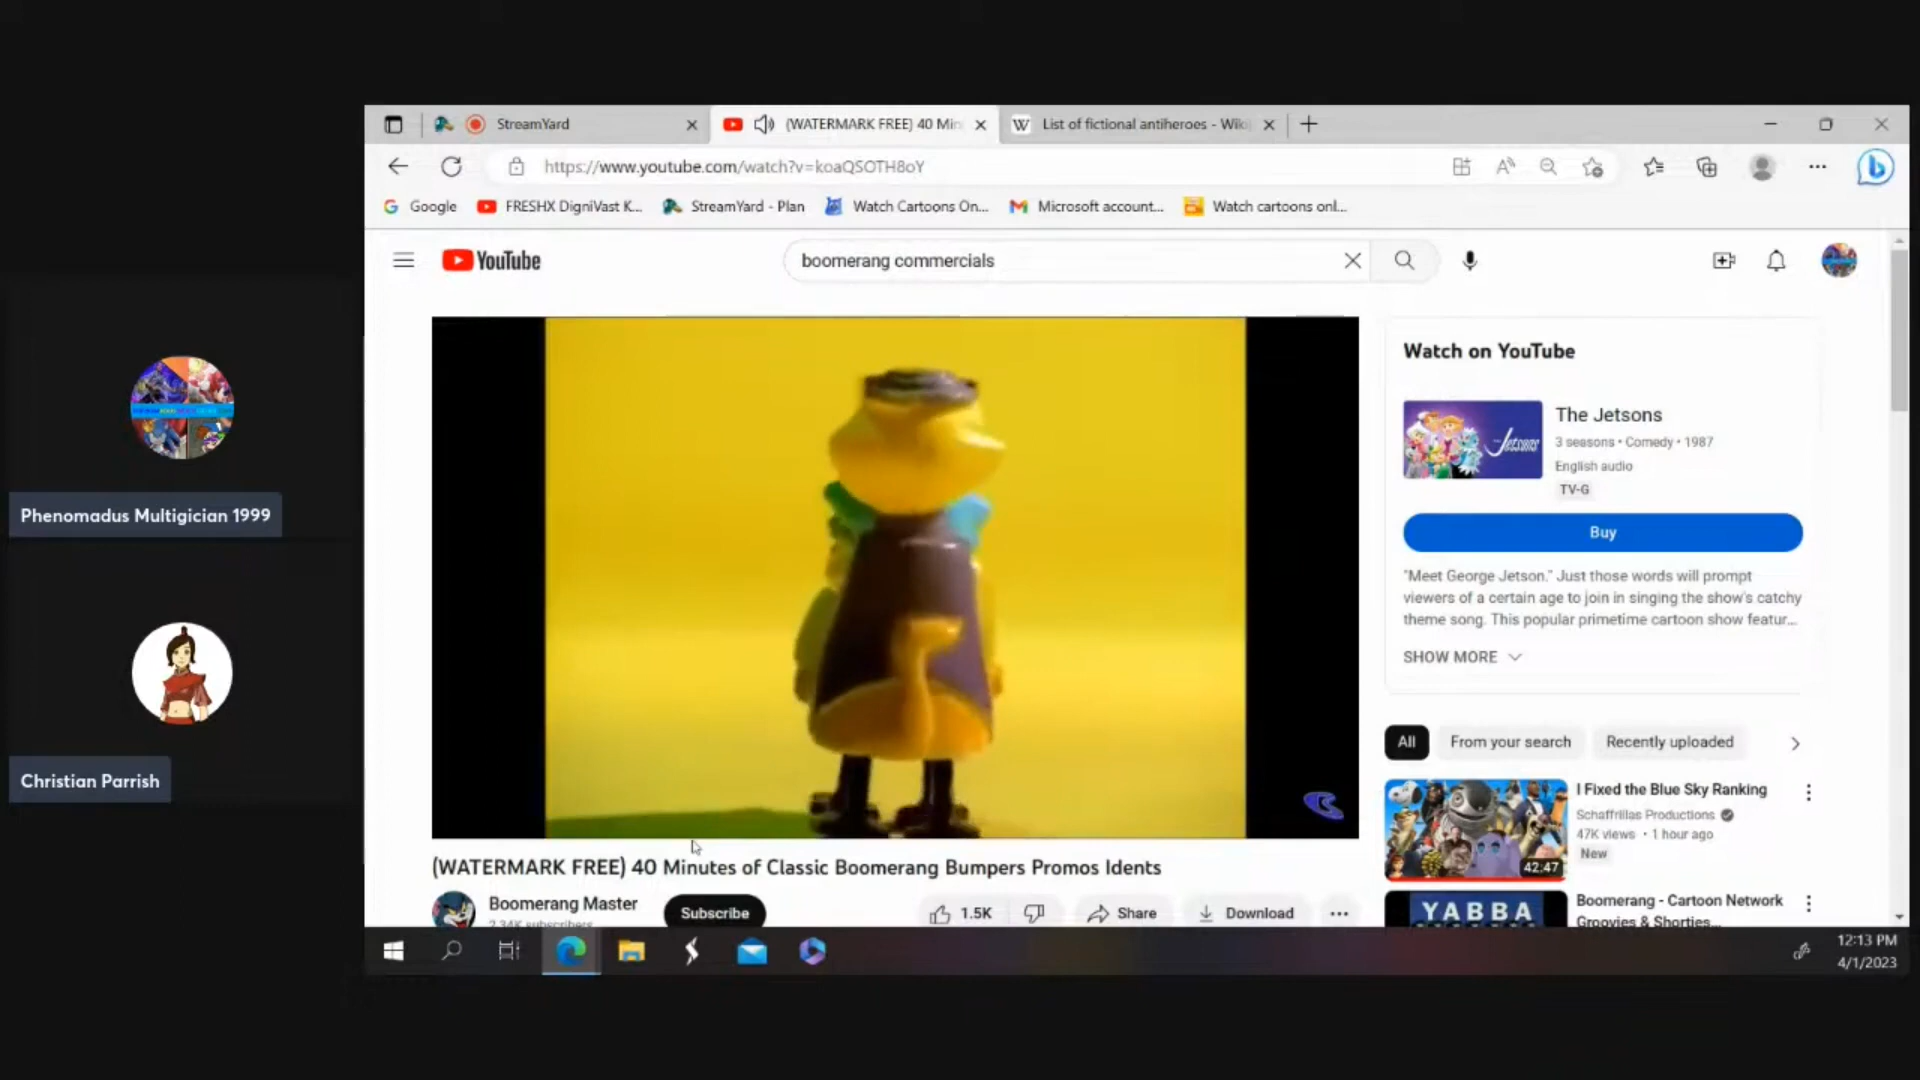 StreamYard
(WATERMARK FREE) 40 Min
List of fictional antiheroes - Wiki
https://www.youtube.com/watch?v=koaQSOTH8oY
Google
FRESHX DigniVast K...
StreamYard - Plan
Watch Cartoons On...
Microsoft account...
Watch cartoons onl...
YouTube
boomerang commercials
Watch on YouTube
The Jetsons
3 seasons • Comedy • 1987
English audio
TV-G
Buy
"Meet George Jetson." Just those words will prompt
viewers of a certain age to join in singing the show's catchy
theme song. This popular primetime cartoon show featur...
SHOW MORE
All
From your search
Recently uploaded
I Fixed the Blue Sky Ranking
Schaffrillas Productions
47K views • 1 hour ago
New
42:47
YABBA
Boomerang - Cartoon Network
Groovies & Shorties...
(WATERMARK FREE) 40 Minutes of Classic Boomerang Bumpers Promos Idents
Boomerang Master
2.34K subscribers
Subscribe
1.5K
Share
Download
12:13 PM
4/1/2023
Phenomadus Multigician 1999
Christian Parrish